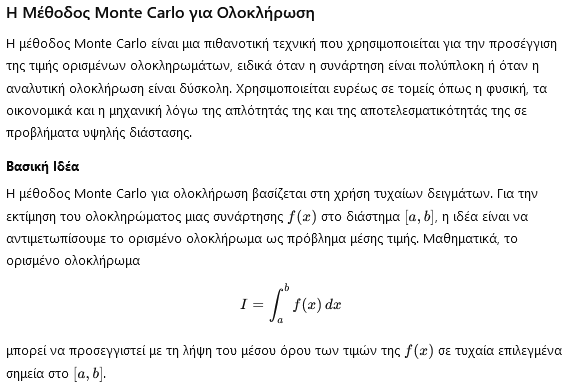 Η Μέθοδος Monte Carlo για Ολοκλήρωση
Η μέθοδος Monte Carlo είναι μια πιθανοτική τεχνική που χρησιμοποιείται για την προσέγγιση
της τιμής ορισμένων ολοκληρωμάτων, ειδικά όταν η συνάρτηση είναι πολύπλοκη ή όταν η
αναλυτική ολοκλήρωση είναι δύσκολη. Χρησιμοποιείται ευρέως σε τομείς όπως η φυσική, τα
οικονομικά και η μηχανική λόγω της απλότητάς της και της αποτελεσματικότητάς της σε
προβλήματα υψηλής διάστασης.
Βασική Ιδέα
Η μέθοδος Monte Carlo για ολοκλήρωση βασίζεται στη χρήση τυχαίων δειγμάτων. Για την
εκτίμηση του ολοκληρώματος μιας συνάρτησης f(x) στο διάστημα [a, b], η ιδέα είναι να
αντιμετωπίσουμε το ορισμένο ολοκλήρωμα ως πρόβλημα μέσης τιμής. Μαθηματικά, το
ορισμένο ολοκλήρωμα
I = ∫_a^b f(x) dx
μπορεί να προσεγγιστεί με τη λήψη του μέσου όρου των τιμών της f(x) σε τυχαία επιλεγμένα
σημεία στο [a, b].